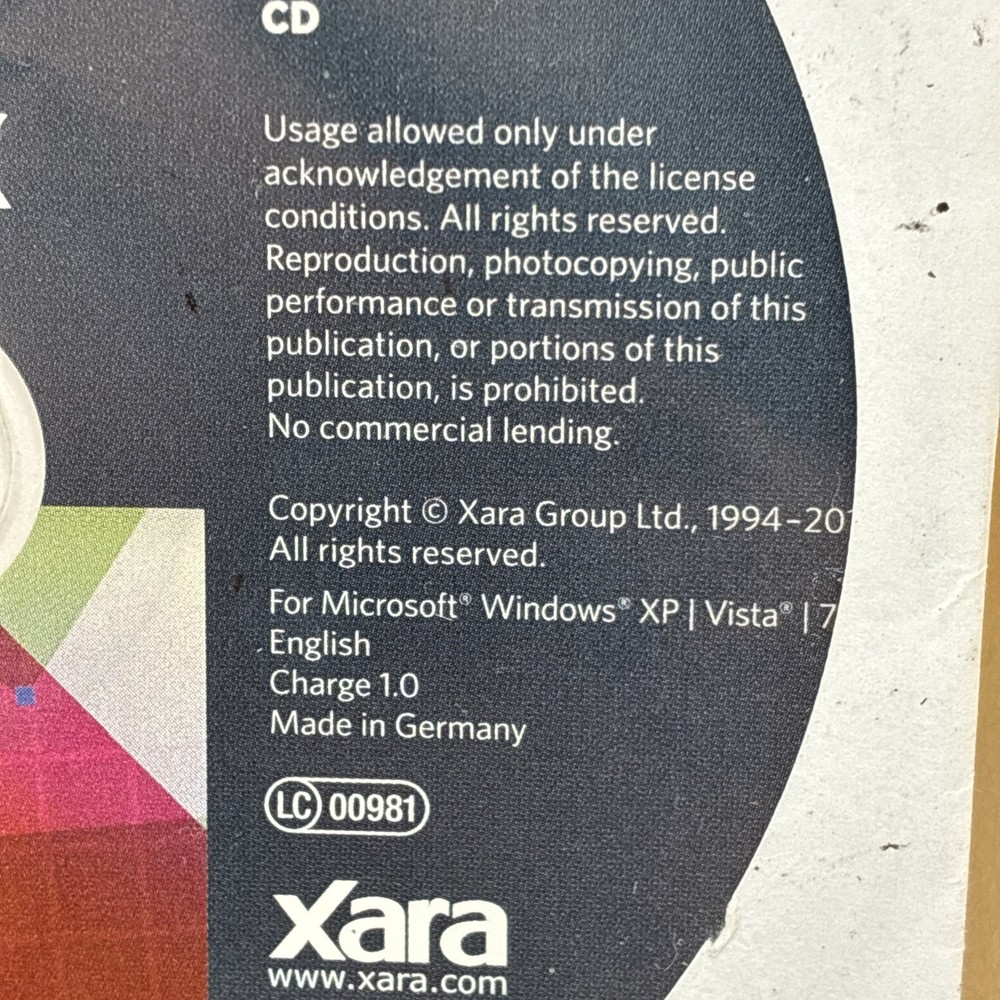 CD
Usage allowed only under
acknowledgement of the license
conditions. All rights reserved.
Reproduction, photocopying, public
performance or transmission of this
publication, or portions of this
publication, is prohibited.
No commercial lending.
Copyright © Xara Group Ltd., 1994–20
All rights reserved.
For Microsoft® Windows® XP | Vista® | 7
English
Charge 1.0
Made in Germany
LC 00981
xara
www.xara.com